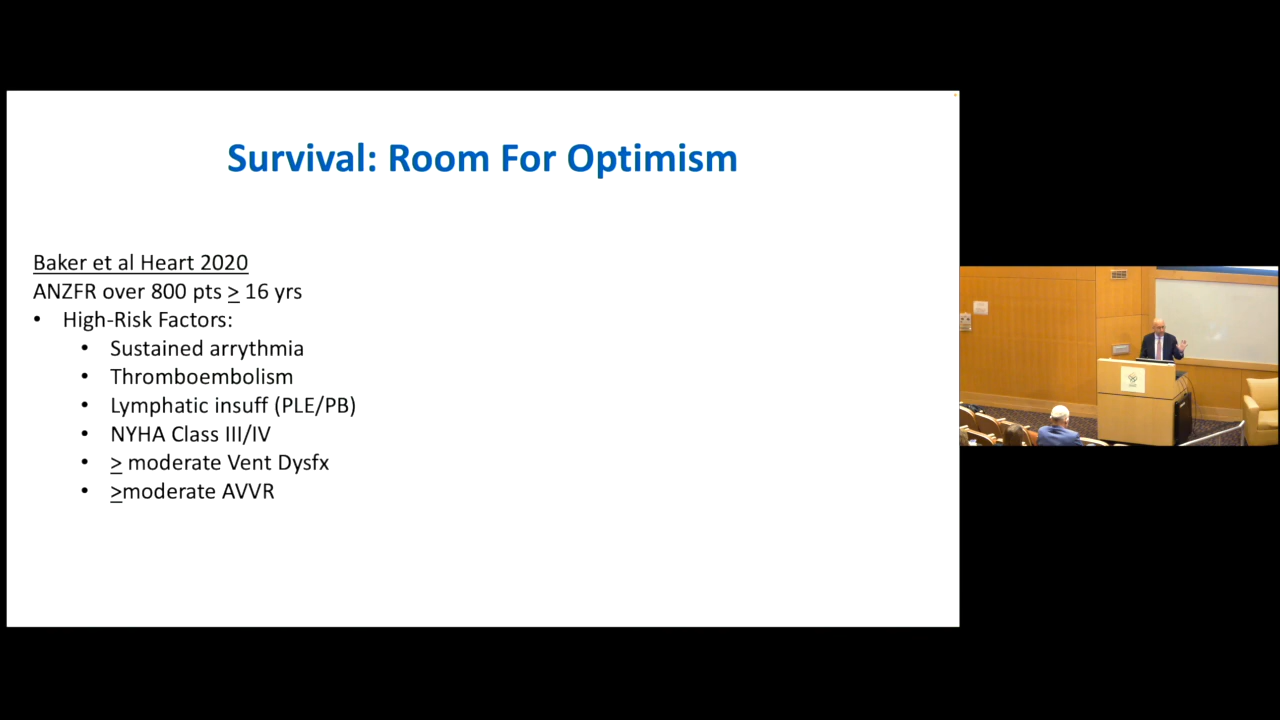 Survival: Room For Optimism
Baker et al Heart 2020
ANZFR over 800 pts ≥ 16 yrs
• High-Risk Factors:
• Sustained arrythmia
• Thromboembolism
• Lymphatic insuff (PLE/PB)
• NYHA Class III/IV
• ≥ moderate Vent Dysfx
• ≥moderate AVVR